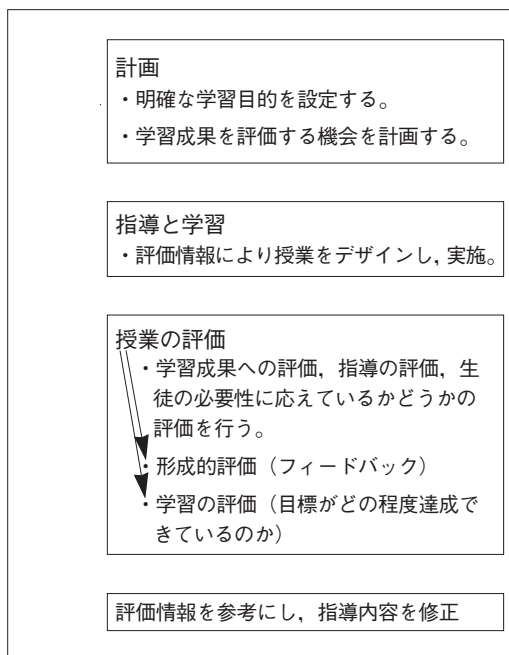 計画
・明確な学習目的を設定する。
・学習成果を評価する機会を計画する。
指導と学習
・評価情報により授業をデザインし，実施。
授業の評価
・学習成果への評価，指導の評価，生
徒の必要性に応えているかどうかの
評価を行う。
・形成的評価（フィードバック）
・学習の評価（目標がどの程度達成で
きているのか）
評価情報を参考にし，指導内容を修正